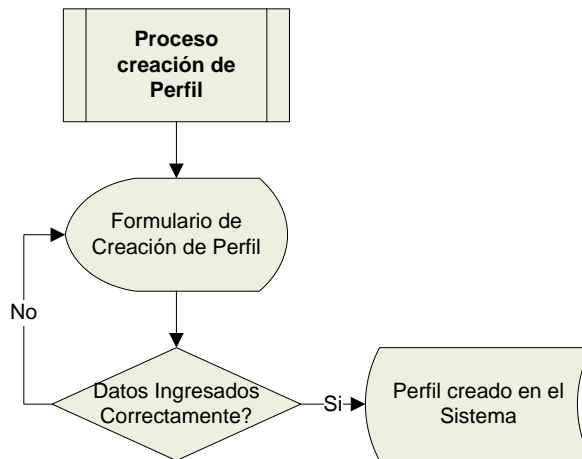 Proceso
creación de
Perfil
Formulario de
Creación de Perfil
No
Datos Ingresados
Correctamente?
Si
Perfil creado en el
Sistema